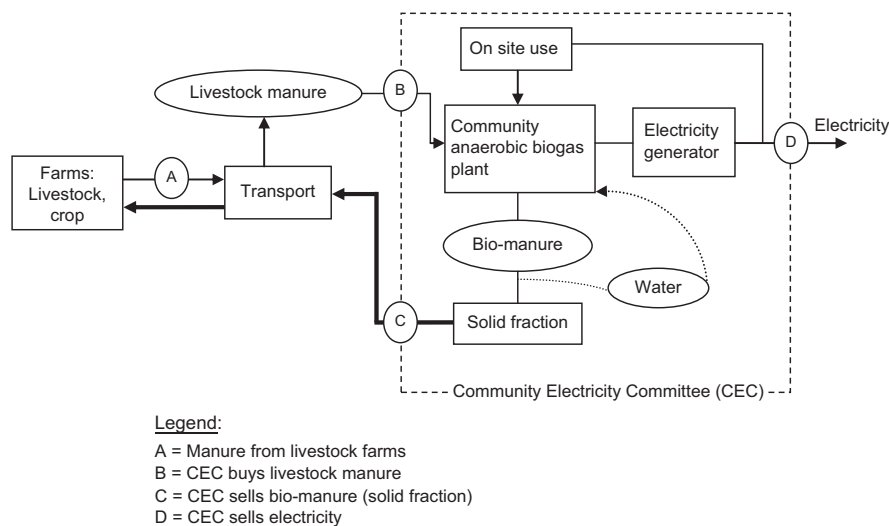 On site use
Livestock manure
B
Community
anaerobic biogas
plant
Electricity
generator
D
Electricity
Farms:
Livestock,
crop
A
Transport
Bio-manure
Water
C
Solid fraction
Community Electricity Committee (CEC)
Legend:
A = Manure from livestock farms
B = CEC buys livestock manure
C = CEC sells bio-manure (solid fraction)
D = CEC sells electricity